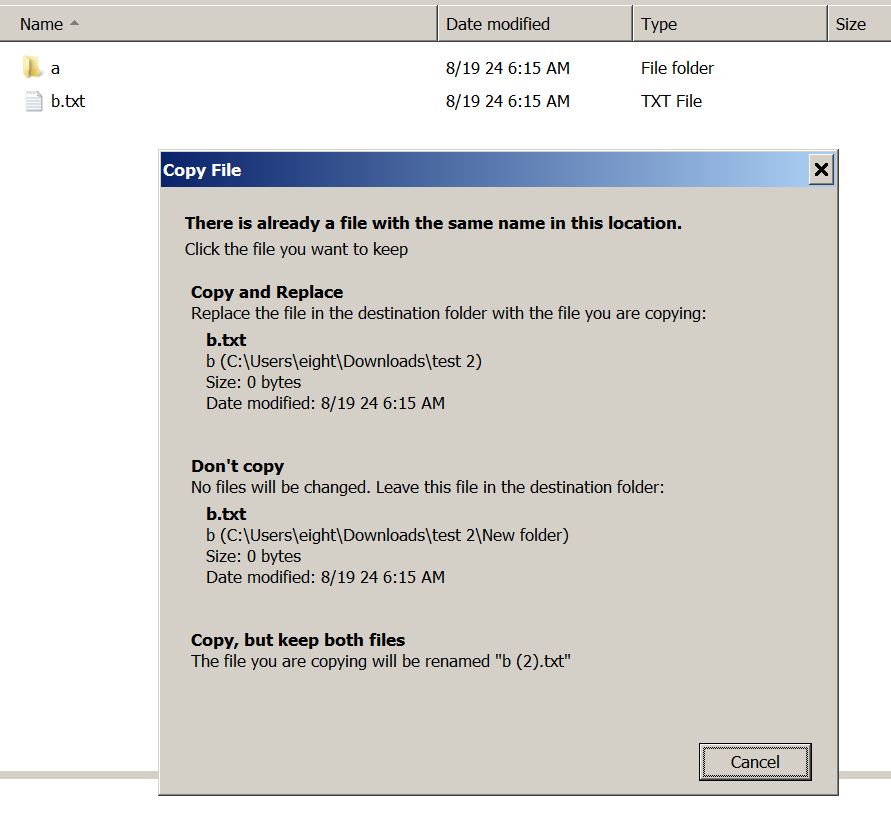 Name Date modified Type Size
a 8/19 24 6:15 AM File folder
b.txt 8/19 24 6:15 AM TXT File
Copy File
There is already a file with the same name in this location.
Click the file you want to keep
Copy and Replace
Replace the file in the destination folder with the file you are copying:
b.txt
b (C:\Users\eight\Downloads\test 2)
Size: 0 bytes
Date modified: 8/19 24 6:15 AM
Don't copy
No files will be changed. Leave this file in the destination folder:
b.txt
b (C:\Users\eight\Downloads\test 2\New folder)
Size: 0 bytes
Date modified: 8/19 24 6:15 AM
Copy, but keep both files
The file you are copying will be renamed "b (2).txt"
Cancel